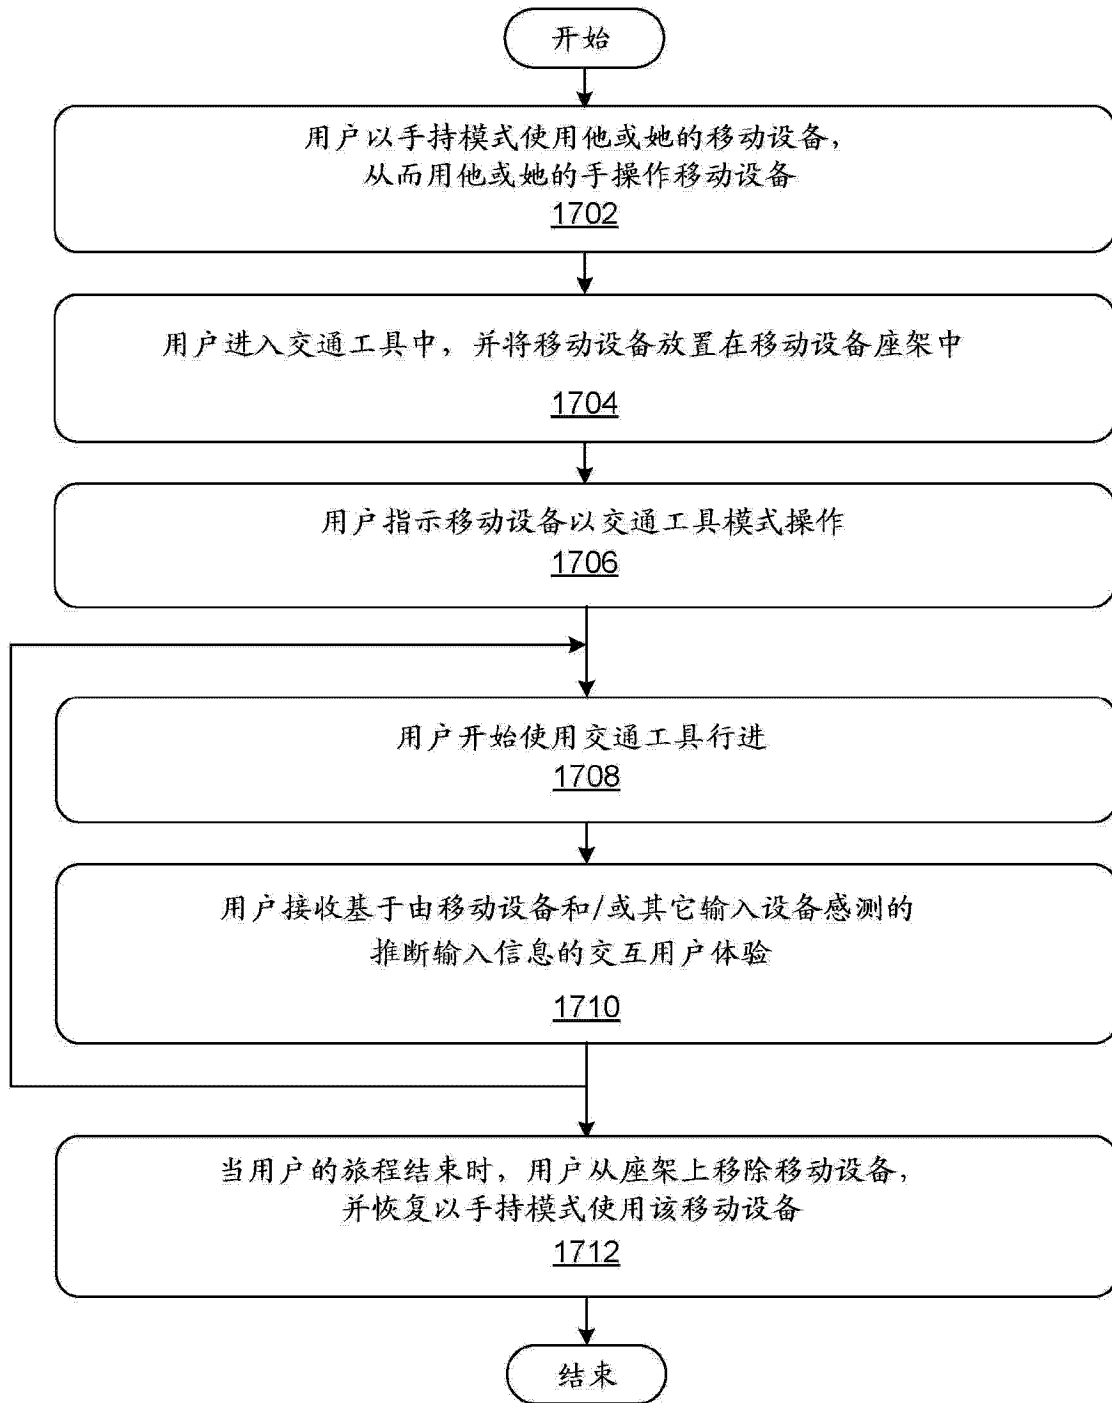 开始
用户以手持模式使用他或她的移动设备，
从而用他或她的手操作移动设备
1702
用户进入交通工具中，并将移动设备放置在移动设备座架中
1704
用户指示移动设备以交通工具模式操作
1706
用户开始使用交通工具行进
1708
用户接收基于由移动设备和/或其它输入设备感测的
推断输入信息的交互用户体验
1710
当用户的旅程结束时，用户从座架上移除移动设备，
并恢复以手持模式使用该移动设备
1712
结束